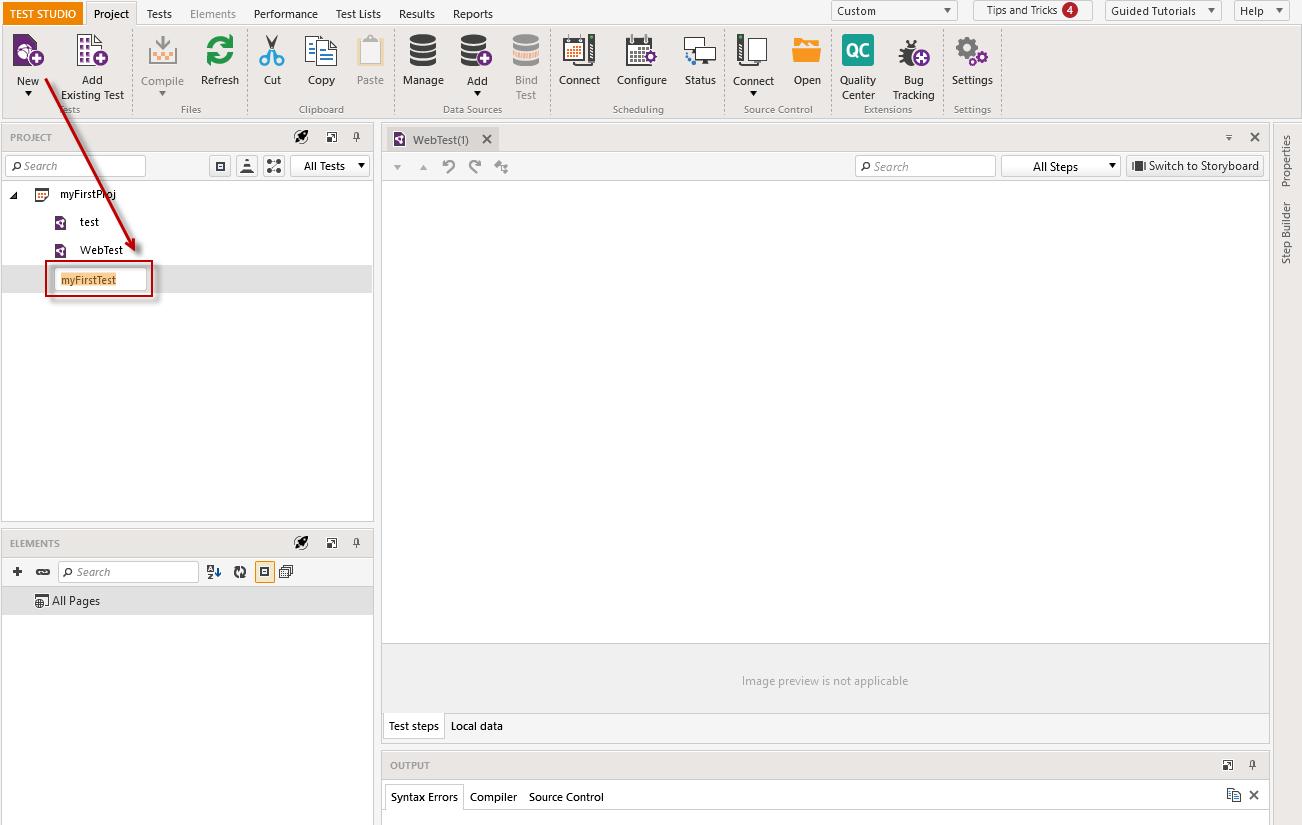 TEST STUDIO Project Tests Elements Performance Test Lists Results Reports Custom Tips and Tricks 4 Guided Tutorials Help
New Add Existing Test Compile Refresh Cut Copy Paste Manage Add Bind Test Connect Configure Status Connect Open QC Quality Center Bug Tracking Settings
Tests Files Clipboard Data Sources Scheduling Source Control Extensions Settings
PROJECT
Search All Tests
myFirstProj
test
WebTest
myFirstTest
ELEMENTS
Search
All Pages
WebTest(1)
Search All Steps Switch to Storyboard
Image preview is not applicable
Test steps Local data
OUTPUT
Syntax Errors Compiler Source Control
Properties
Step Builder